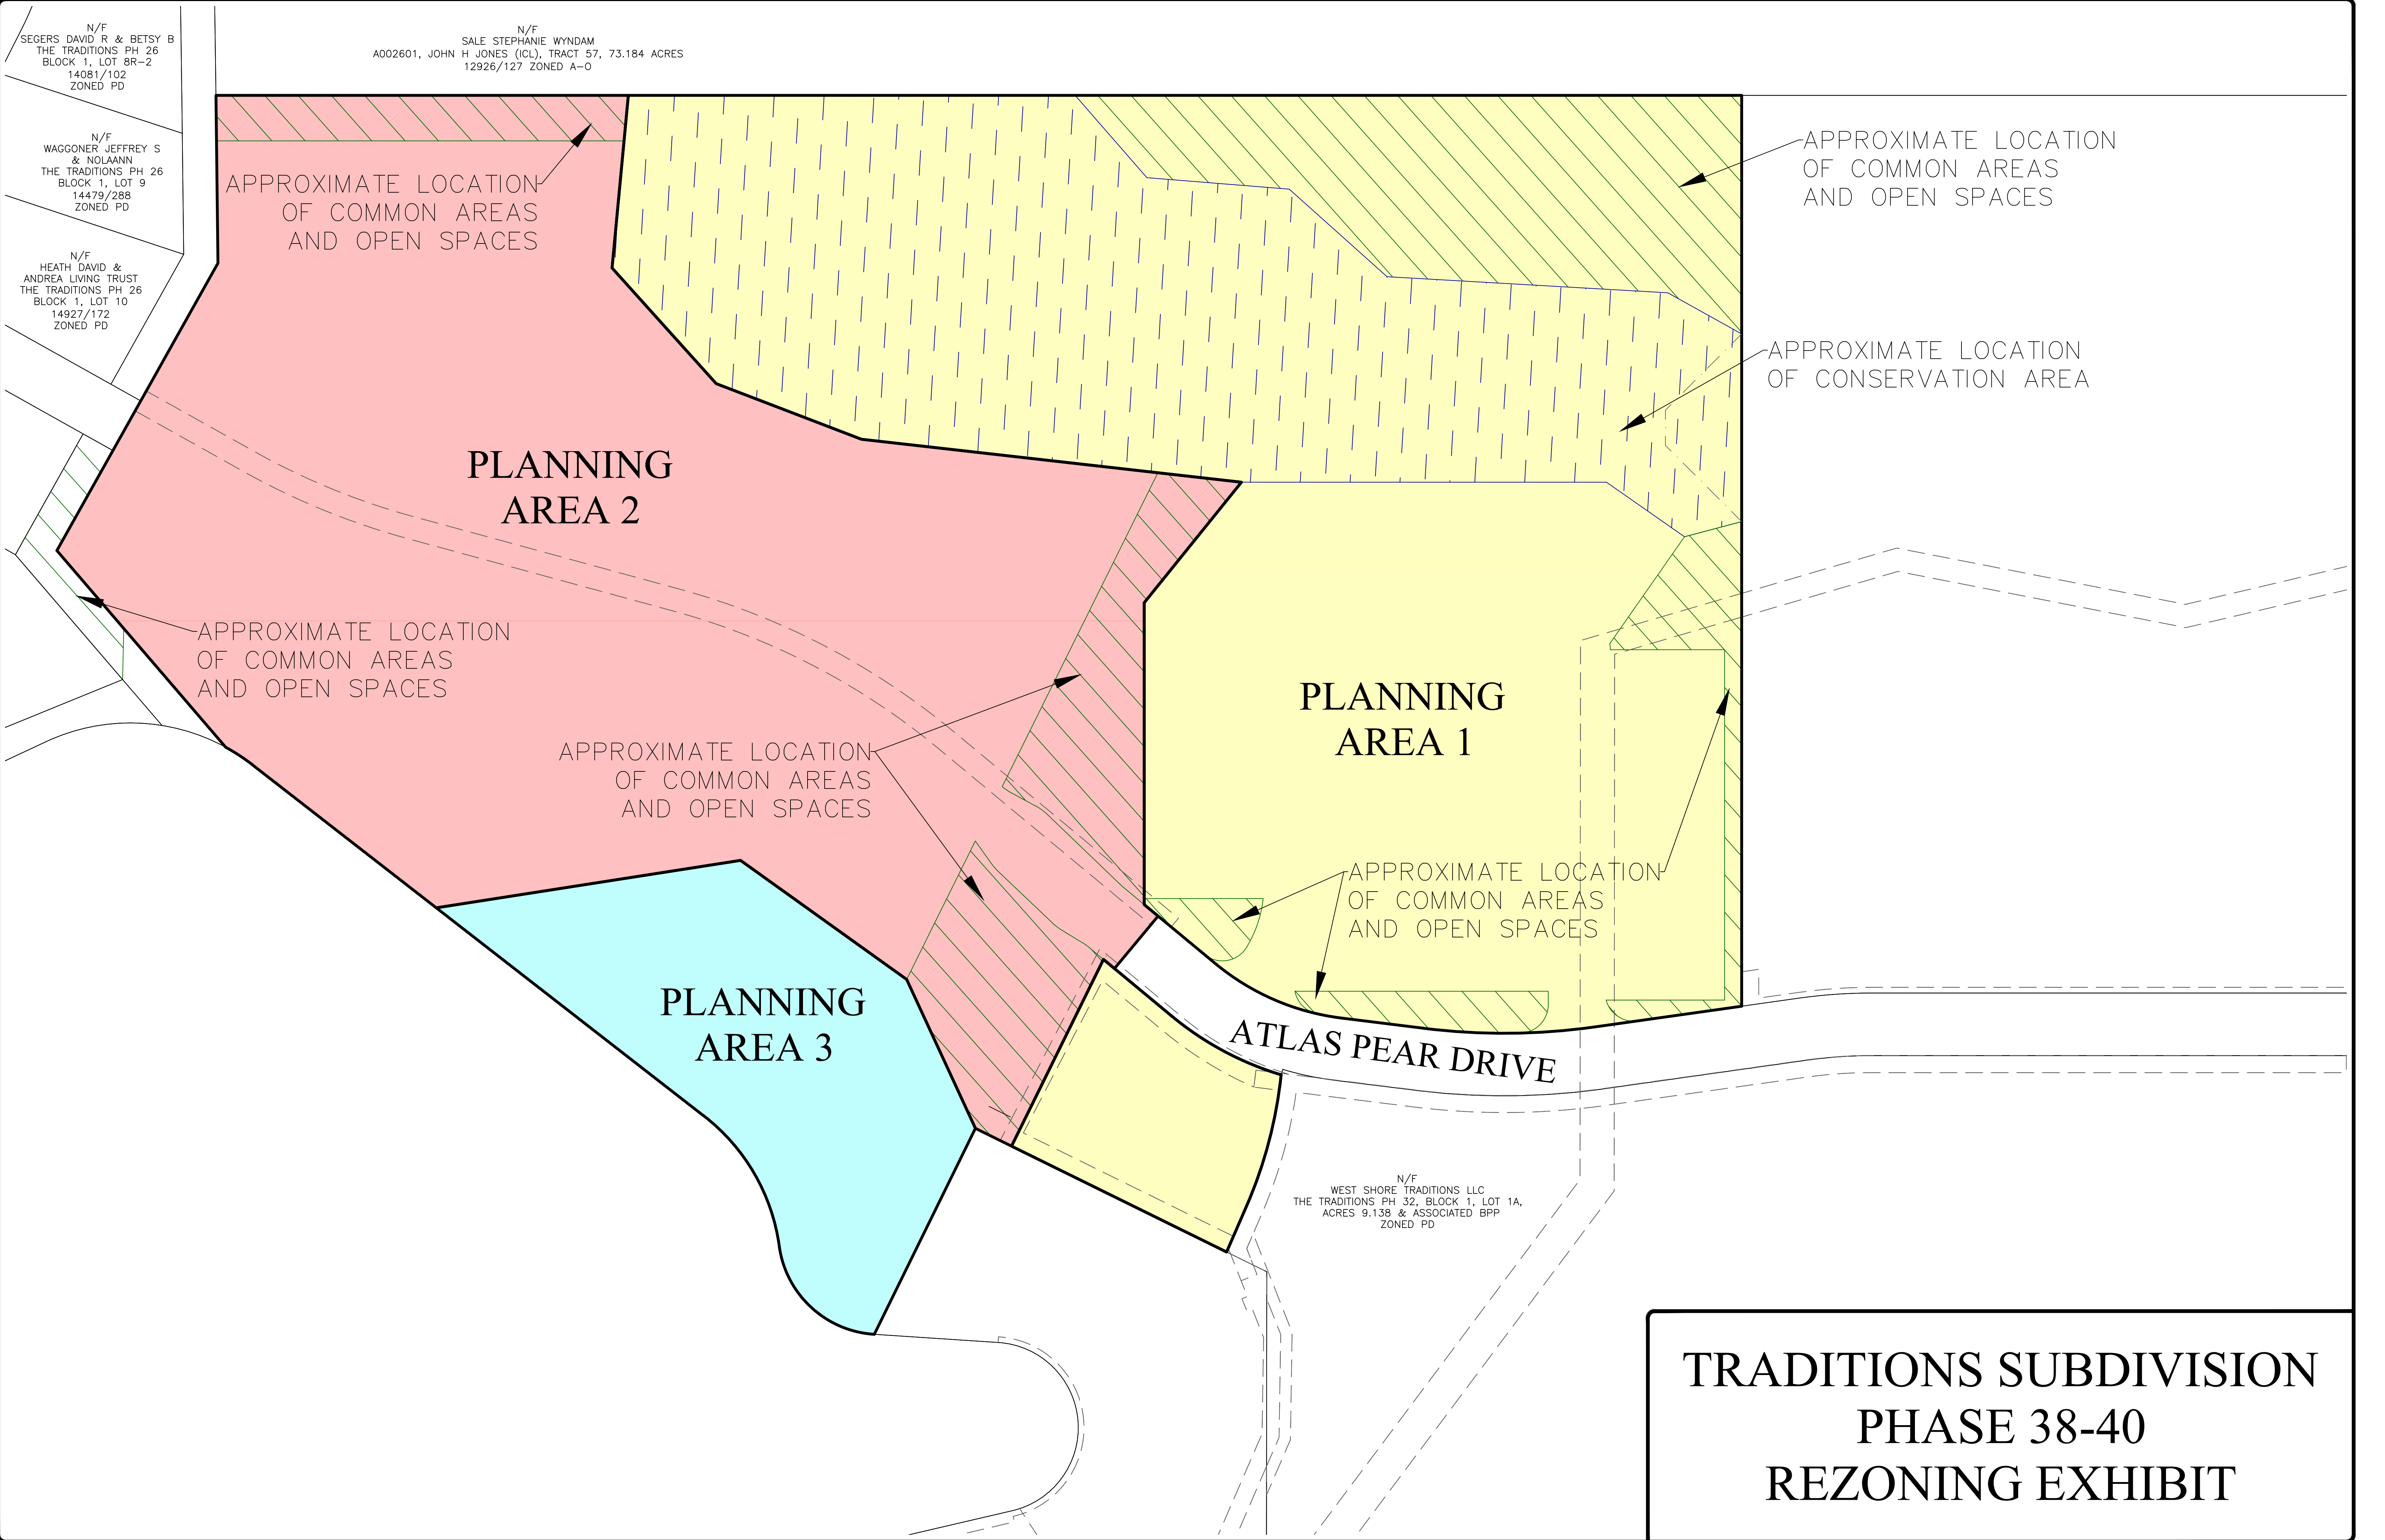 N/F
SEGERS DAVID R & BETSY B
THE TRADITIONS PH 26
BLOCK 1, LOT 8R-2
14081/102
ZONED PD
N/F
SALE STEPHANIE WYNDAM
A002601, JOHN H JONES (ICL), TRACT 57, 73.184 ACRES
12926/127 ZONED A-O
N/F
WAGGONER JEFFREY S
& NOLAANN
THE TRADITIONS PH 26
BLOCK 1, LOT 9
14479/288
ZONED PD
N/F
HEATH DAVID &
ANDREA LIVING TRUST
THE TRADITIONS PH 26
BLOCK 1, LOT 10
14927/172
ZONED PD
APPROXIMATE LOCATION
OF COMMON AREAS
AND OPEN SPACES
APPROXIMATE LOCATION
OF COMMON AREAS
AND OPEN SPACES
APPROXIMATE LOCATION
OF CONSERVATION AREA
PLANNING
AREA 2
APPROXIMATE LOCATION
OF COMMON AREAS
AND OPEN SPACES
PLANNING
AREA 1
APPROXIMATE LOCATION
OF COMMON AREAS
AND OPEN SPACES
APPROXIMATE LOCATION
OF COMMON AREAS
AND OPEN SPACES
PLANNING
AREA 3
ATLAS PEAR DRIVE
N/F
WEST SHORE TRADITIONS LLC
THE TRADITIONS PH 32, BLOCK 1, LOT 1A,
ACRES 9.138 & ASSOCIATED BPP
ZONED PD
TRADITIONS SUBDIVISION
PHASE 38-40
REZONING EXHIBIT